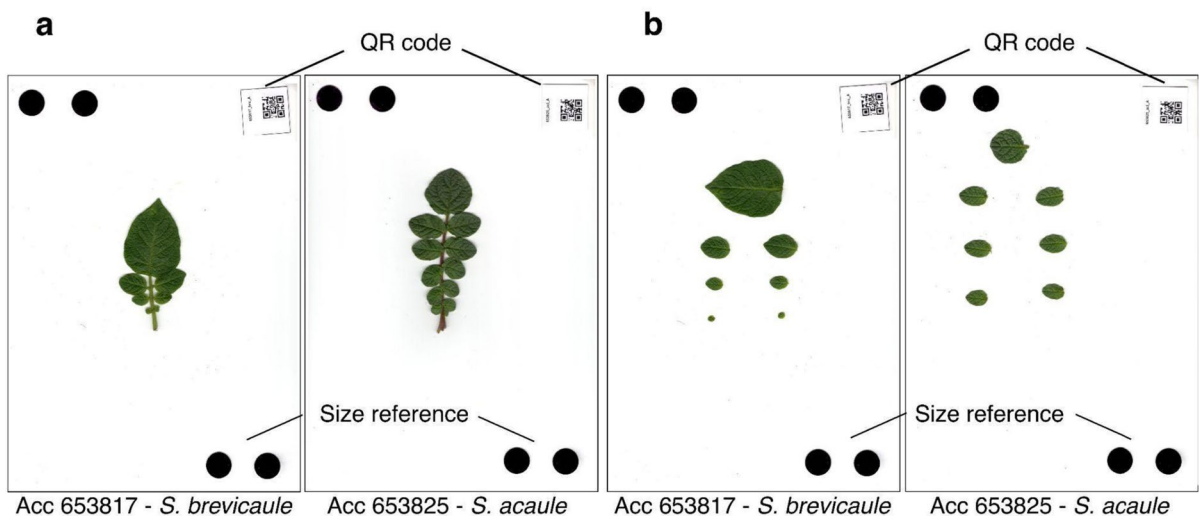 a
b
QR code
QR code
Size reference
Size reference
Acc 653817 - S. brevicaule
Acc 653825 - S. acaule
Acc 653817 - S. brevicaule
Acc 653825 - S. acaule